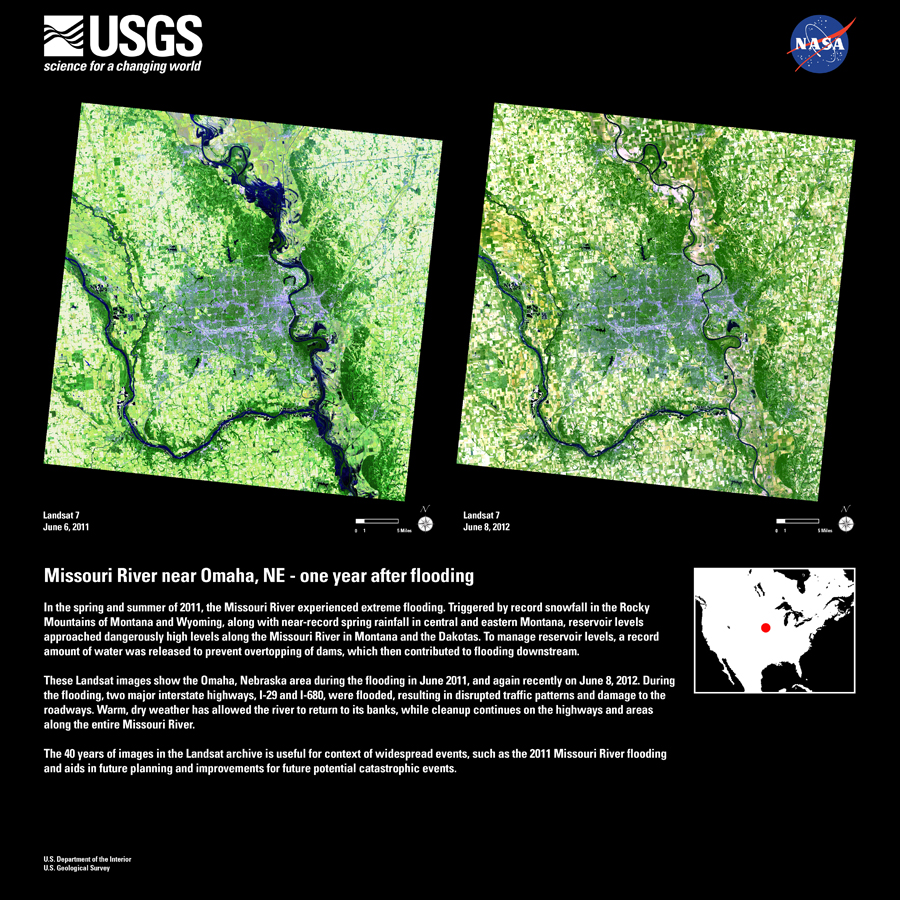 USGS
science for a changing world
NASA
Landsat 7
June 6, 2011
N
0 1 5 Miles
Landsat 7
June 8, 2012
N
0 1 5 Miles
Missouri River near Omaha, NE - one year after flooding
In the spring and summer of 2011, the Missouri River experienced extreme flooding. Triggered by record snowfall in the Rocky
Mountains of Montana and Wyoming, along with near-record spring rainfall in central and eastern Montana, reservoir levels
approached dangerously high levels along the Missouri River in Montana and the Dakotas. To manage reservoir levels, a record
amount of water was released to prevent overtopping of dams, which then contributed to flooding downstream.
These Landsat images show the Omaha, Nebraska area during the flooding in June 2011, and again recently on June 8, 2012. During
the flooding, two major interstate highways, I-29 and I-680, were flooded, resulting in disrupted traffic patterns and damage to the
roadways. Warm, dry weather has allowed the river to return to its banks, while cleanup continues on the highways and areas
along the entire Missouri River.
The 40 years of images in the Landsat archive is useful for context of widespread events, such as the 2011 Missouri River flooding
and aids in future planning and improvements for future potential catastrophic events.
U.S. Department of the Interior
U.S. Geological Survey